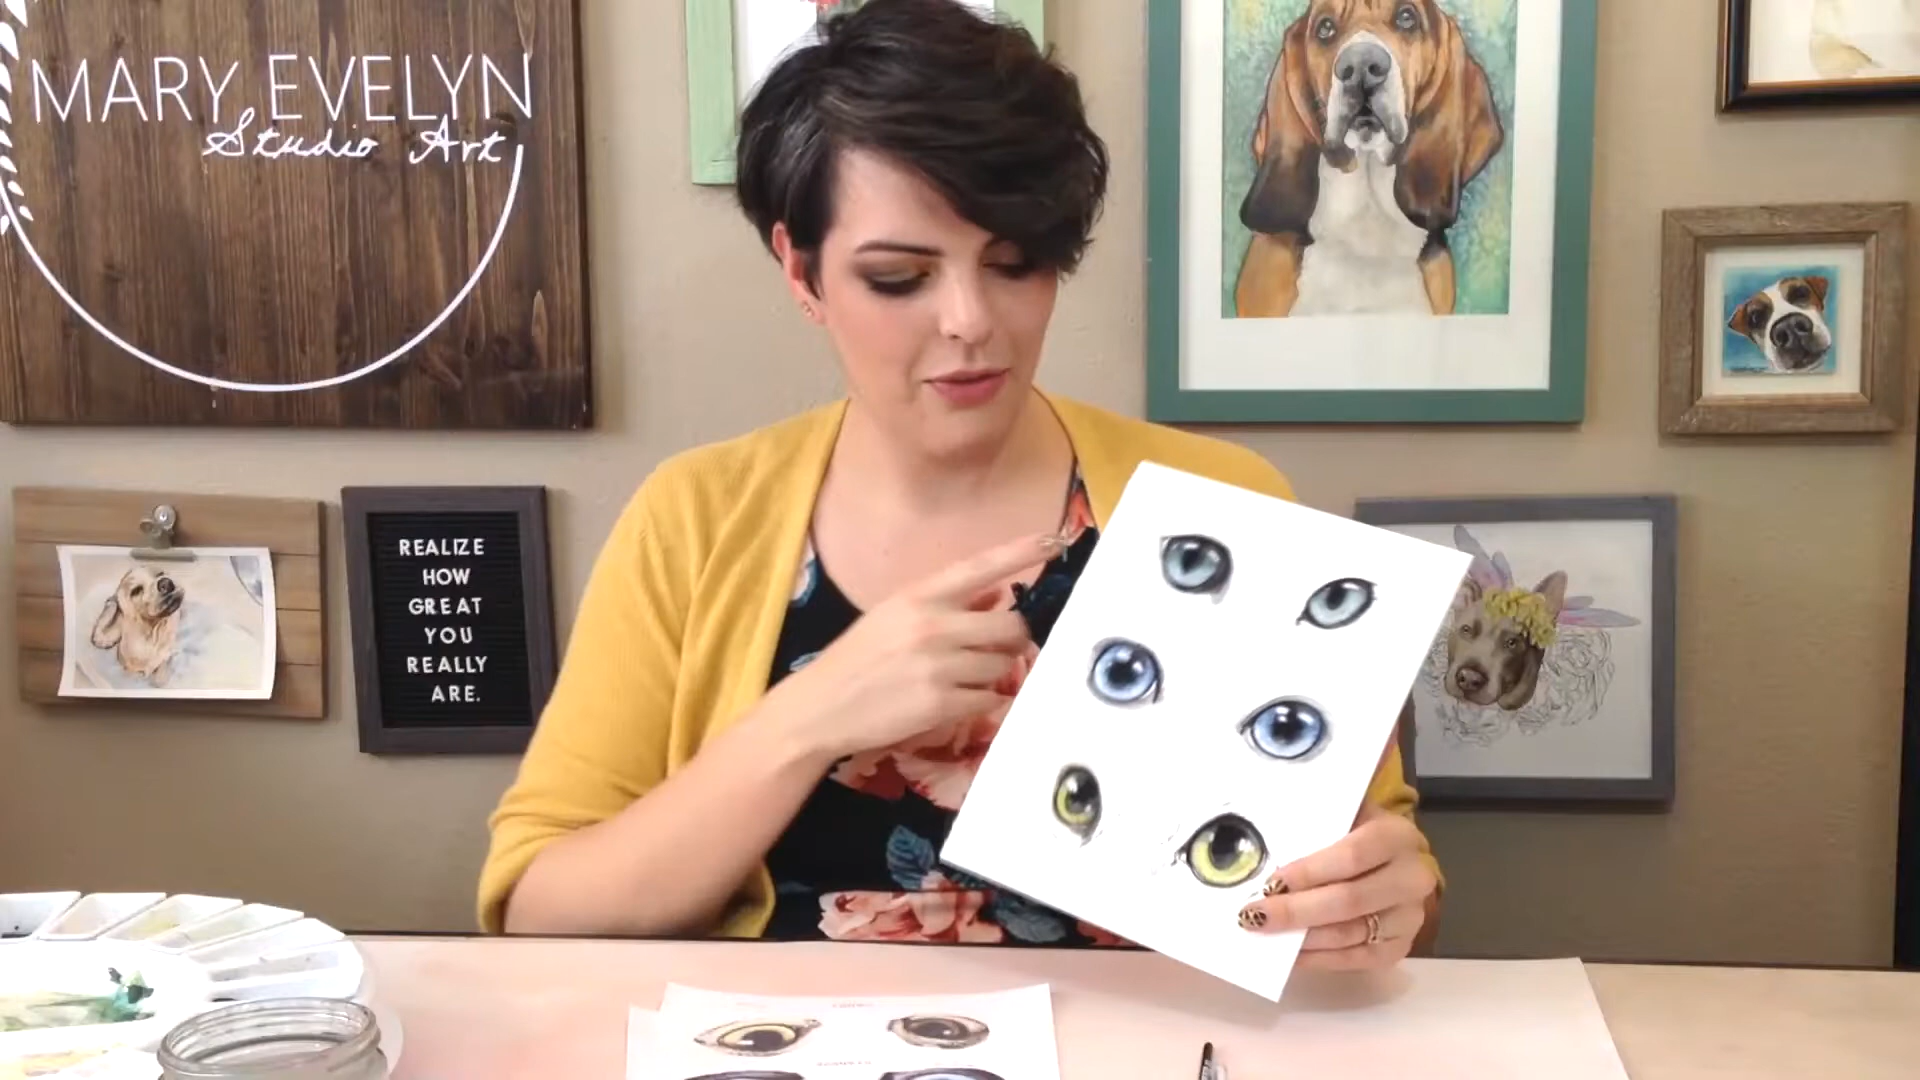 MARY EVELYN
Studio Art
REALIZE
HOW
GREAT
YOU
REALLY
ARE.